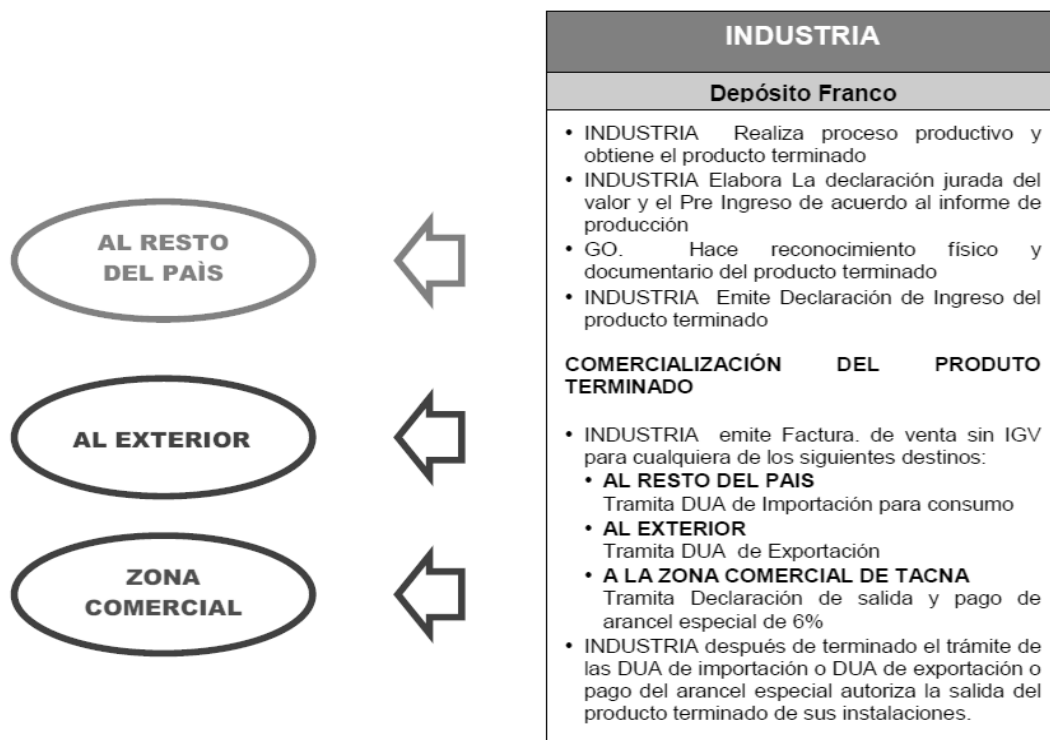 AL RESTO
DEL PAÌS
AL EXTERIOR
ZONA
COMERCIAL
INDUSTRIA
Depósito Franco
• INDUSTRIA Realiza proceso productivo y
obtiene el producto terminado
• INDUSTRIA Elabora La declaración jurada del
valor y el Pre Ingreso de acuerdo al informe de
producción
• GO. Hace reconocimiento físico y
documentario del producto terminado
• INDUSTRIA Emite Declaración de Ingreso del
producto terminado
COMERCIALIZACIÓN DEL PRODUTO
TERMINADO
• INDUSTRIA emite Factura. de venta sin IGV
para cualquiera de los siguientes destinos:
• AL RESTO DEL PAIS
Tramita DUA de Importación para consumo
• AL EXTERIOR
Tramita DUA de Exportación
• A LA ZONA COMERCIAL DE TACNA
Tramita Declaración de salida y pago de
arancel especial de 6%
• INDUSTRIA después de terminado el trámite de
las DUA de importación o DUA de exportación o
pago del arancel especial autoriza la salida del
producto terminado de sus instalaciones.